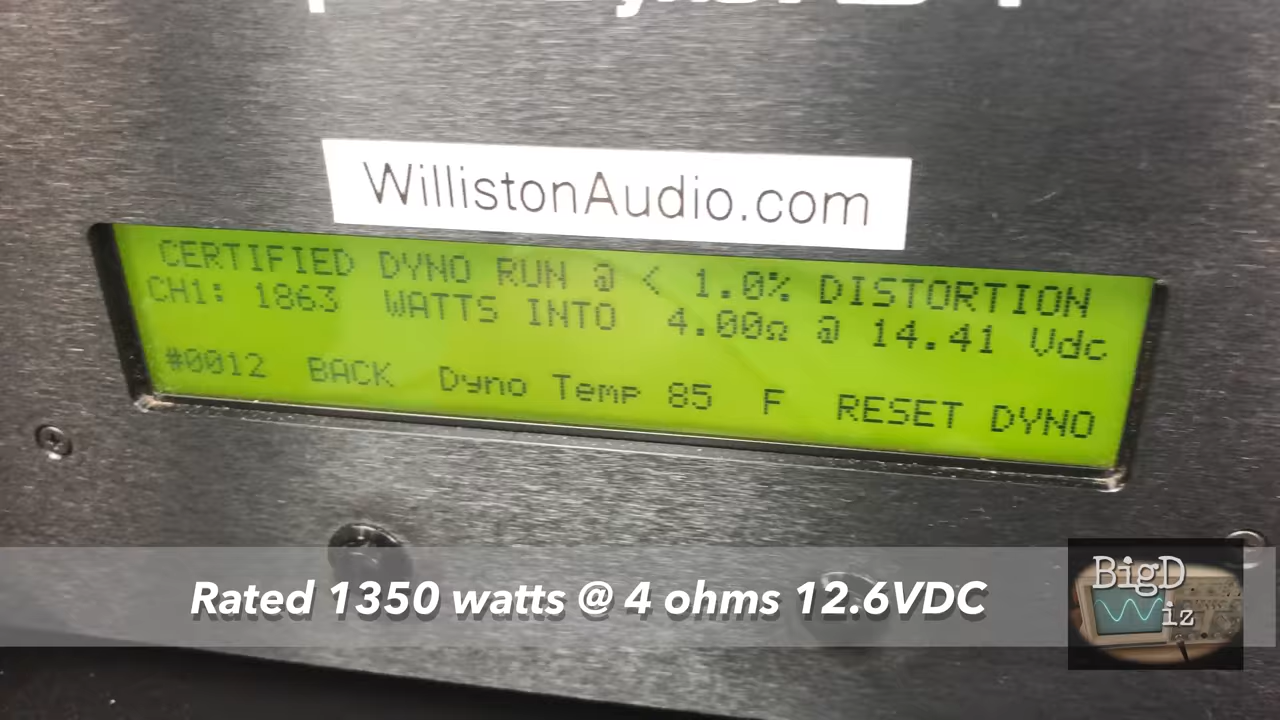 WillistonAudio.com
CERTIFIED DYNO RUN @ < 1.0% DISTORTION
CH1: 1863 WATTS INTO 4.00Ω @ 14.41 Vdc
#0012 BACK Dyno Temp 85 F RESET DYNO
Rated 1350 watts @ 4 ohms 12.6VDC
BigD
Wiz